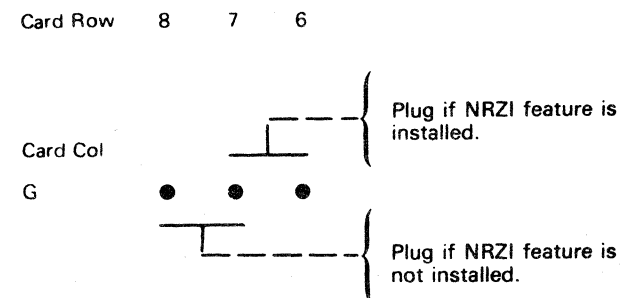 Card Row 8 7 6
Plug if NRZI feature is
installed.
Card Col
G
Plug if NRZI feature is
not installed.